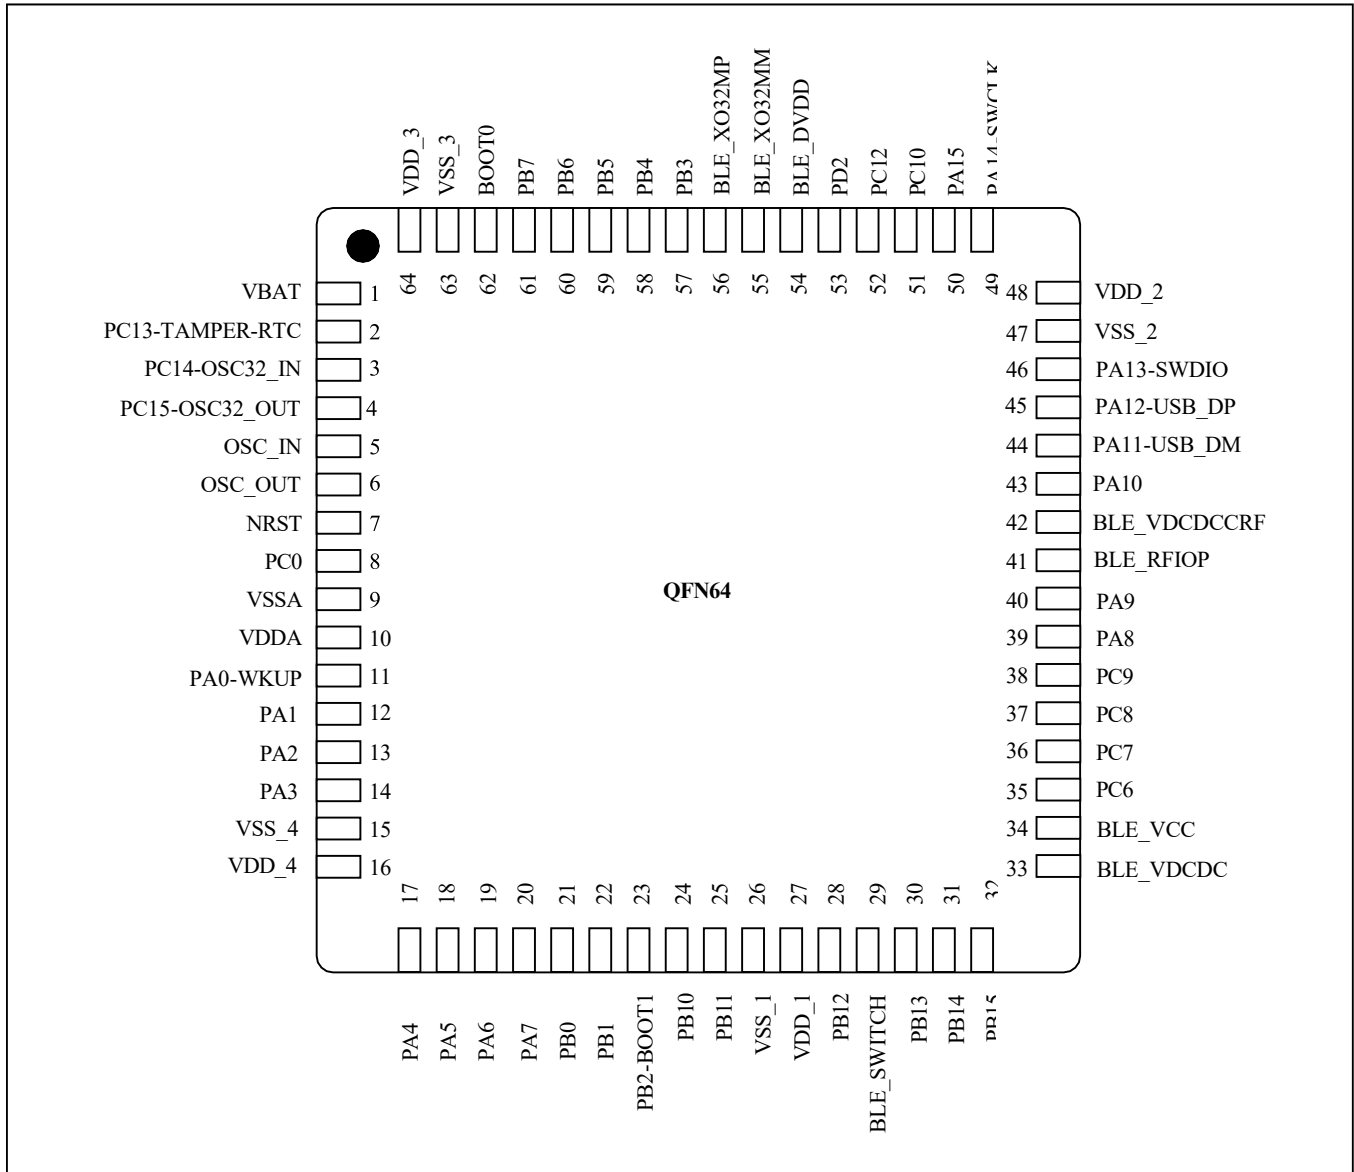 VDD_3
VSS_3
BOOT0
PB7
PB6
PB5
PB4
PB3
BLE_XO32MP
BLE_XO32MM
BLE_DVDD
PD2
PC12
PC10
PA15
PA14-SWCLK
64
63
62
61
60
59
58
57
56
55
54
53
52
51
50
49
VBAT 1
PC13-TAMPER-RTC 2
PC14-OSC32_IN 3
PC15-OSC32_OUT 4
OSC_IN 5
OSC_OUT 6
NRST 7
PC0 8
VSSA 9
VDDA 10
PA0-WKUP 11
PA1 12
PA2 13
PA3 14
VSS_4 15
VDD_4 16
QFN64
48 VDD_2
47 VSS_2
46 PA13-SWDIO
45 PA12-USB_DP
44 PA11-USB_DM
43 PA10
42 BLE_VDCDCCRF
41 BLE_RFIOP
40 PA9
39 PA8
38 PC9
37 PC8
36 PC7
35 PC6
34 BLE_VCC
33 BLE_VDCDC
17
18
19
20
21
22
23
24
25
26
27
28
29
30
31
32
PA4
PA5
PA6
PA7
PB0
PB1
PB2-BOOT1
PB10
PB11
VSS_1
VDD_1
PB12
BLE_SWITCH
PB13
PB14
PB15